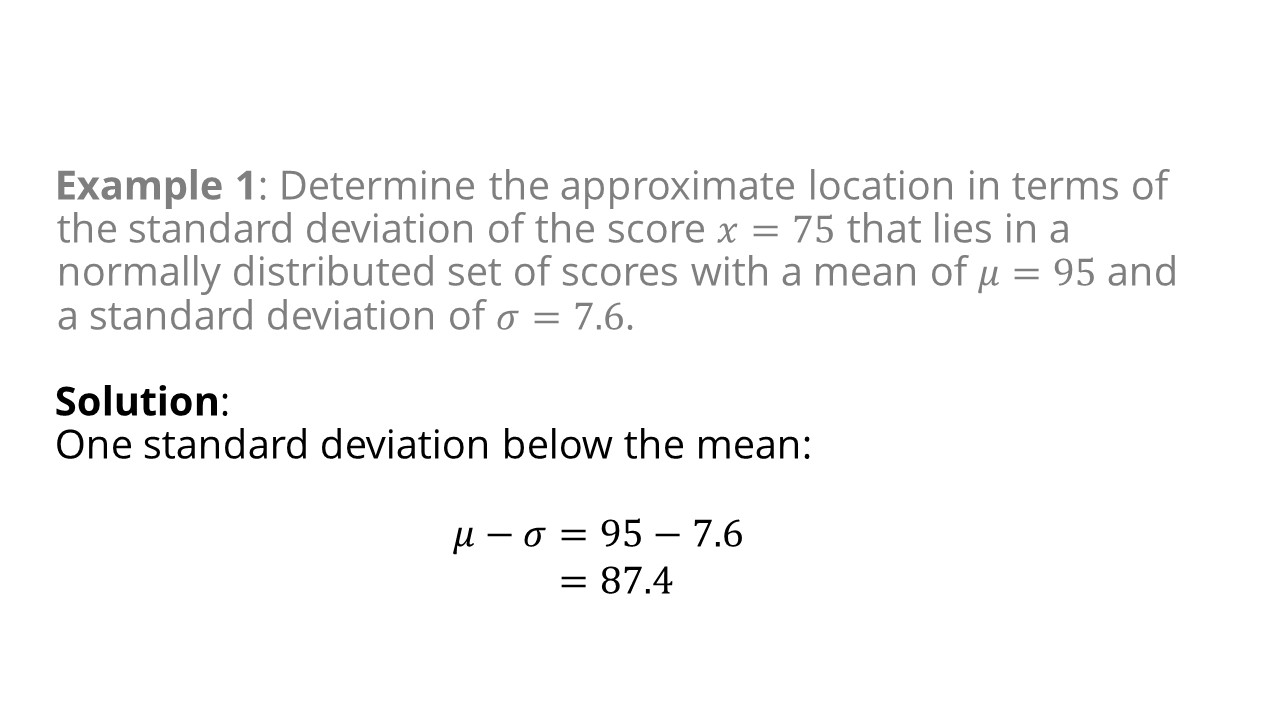 Example 1: Determine the approximate location in terms of
the standard deviation of the score 𝑥 = 75 that lies in a
normally distributed set of scores with a mean of 𝜇 = 95 and
a standard deviation of 𝜎 = 7.6.
Solution:
One standard deviation below the mean:
𝜇 − 𝜎 = 95 − 7.6
= 87.4